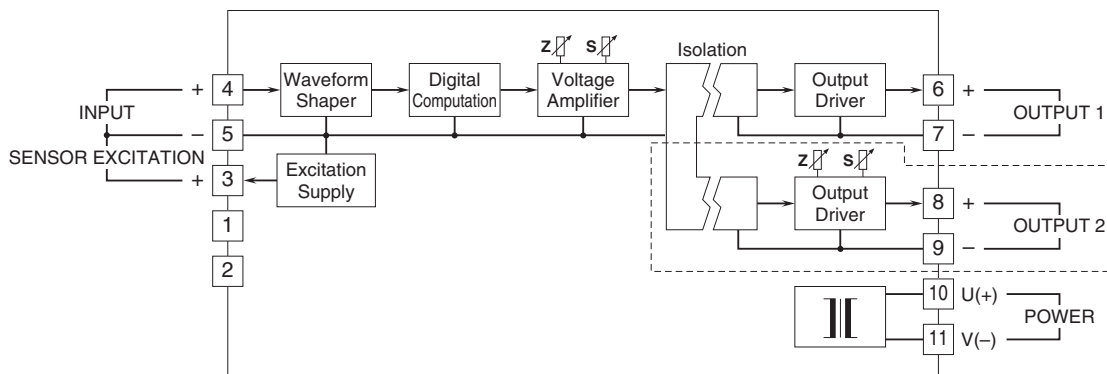 Isolation
Z S
4 + Waveform Shaper
Digital Computation
Voltage Amplifier
Output Driver
6 +
INPUT
OUTPUT 1
5 –
7 –
SENSOR EXCITATION
3 +
Excitation Supply
Z S
Output Driver
8 +
1
OUTPUT 2
9 –
2
10 U(+)
POWER
11 V(–)